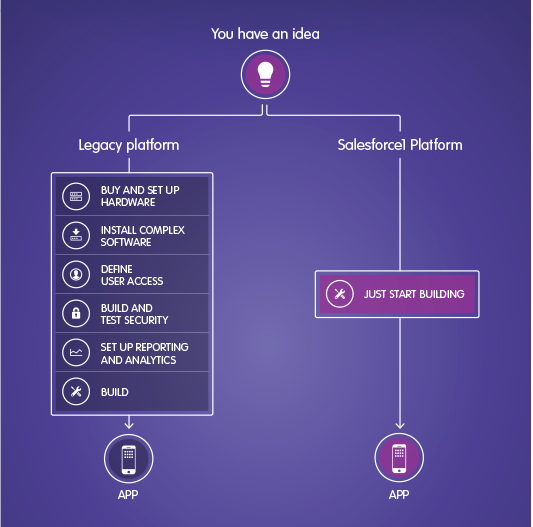 You have an idea
Legacy platform
Salesforce1 Platform
BUY AND SET UP
HARDWARE
INSTALL COMPLEX
SOFTWARE
DEFINE
USER ACCESS
BUILD AND
TEST SECURITY
SET UP REPORTING
AND ANALYTICS
BUILD
JUST START BUILDING
APP
APP